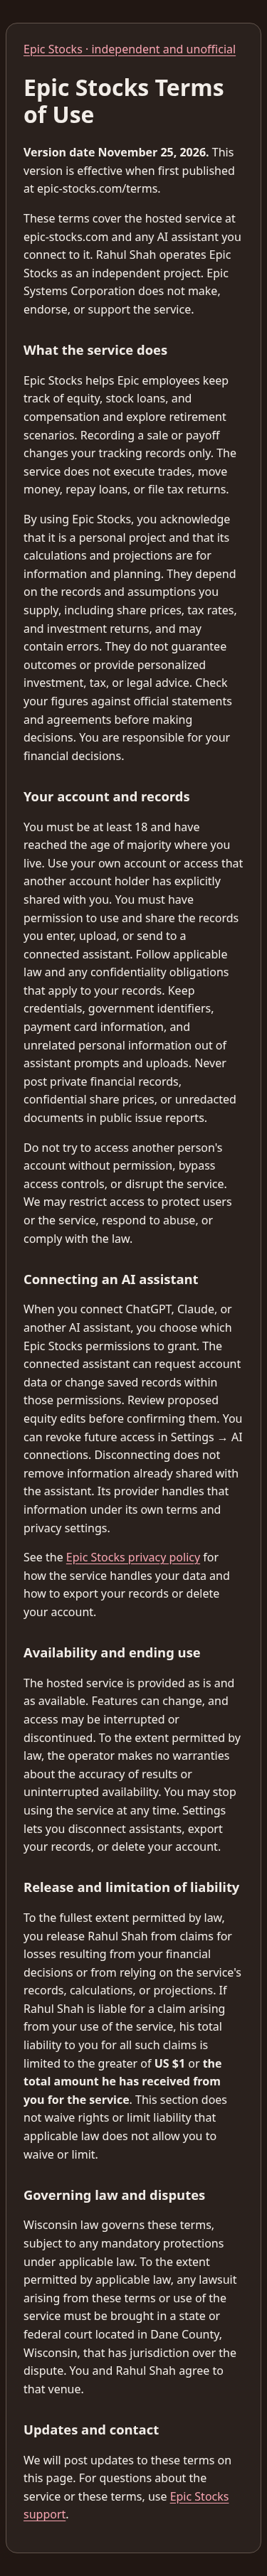 Epic Stocks · independent and unofficial
Epic Stocks Terms
of Use
Version date November 25, 2026. This
version is effective when first published
at epic-stocks.com/terms.
These terms cover the hosted service at
epic-stocks.com and any AI assistant you
connect to it. Rahul Shah operates Epic
Stocks as an independent project. Epic
Systems Corporation does not make,
endorse, or support the service.
What the service does
Epic Stocks helps Epic employees keep
track of equity, stock loans, and
compensation and explore retirement
scenarios. Recording a sale or payoff
changes your tracking records only. The
service does not execute trades, move
money, repay loans, or file tax returns.
By using Epic Stocks, you acknowledge
that it is a personal project and that its
calculations and projections are for
information and planning. They depend
on the records and assumptions you
supply, including share prices, tax rates,
and investment returns, and may
contain errors. They do not guarantee
outcomes or provide personalized
investment, tax, or legal advice. Check
your figures against official statements
and agreements before making
decisions. You are responsible for your
financial decisions.
Your account and records
You must be at least 18 and have
reached the age of majority where you
live. Use your own account or access that
another account holder has explicitly
shared with you. You must have
permission to use and share the records
you enter, upload, or send to a
connected assistant. Follow applicable
law and any confidentiality obligations
that apply to your records. Keep
credentials, government identifiers,
payment card information, and
unrelated personal information out of
assistant prompts and uploads. Never
post private financial records,
confidential share prices, or unredacted
documents in public issue reports.
Do not try to access another person's
account without permission, bypass
access controls, or disrupt the service.
We may restrict access to protect users
or the service, respond to abuse, or
comply with the law.
Connecting an AI assistant
When you connect ChatGPT, Claude, or
another AI assistant, you choose which
Epic Stocks permissions to grant. The
connected assistant can request account
data or change saved records within
those permissions. Review proposed
equity edits before confirming them. You
can revoke future access in Settings → AI
connections. Disconnecting does not
remove information already shared with
the assistant. Its provider handles that
information under its own terms and
privacy settings.
See the Epic Stocks privacy policy for
how the service handles your data and
how to export your records or delete
your account.
Availability and ending use
The hosted service is provided as is and
as available. Features can change, and
access may be interrupted or
discontinued. To the extent permitted by
law, the operator makes no warranties
about the accuracy of results or
uninterrupted availability. You may stop
using the service at any time. Settings
lets you disconnect assistants, export
your records, or delete your account.
Release and limitation of liability
To the fullest extent permitted by law,
you release Rahul Shah from claims for
losses resulting from your financial
decisions or from relying on the service's
records, calculations, or projections. If
Rahul Shah is liable for a claim arising
from your use of the service, his total
liability to you for all such claims is
limited to the greater of US $1 or the
total amount he has received from
you for the service. This section does
not waive rights or limit liability that
applicable law does not allow you to
waive or limit.
Governing law and disputes
Wisconsin law governs these terms,
subject to any mandatory protections
under applicable law. To the extent
permitted by applicable law, any lawsuit
arising from these terms or use of the
service must be brought in a state or
federal court located in Dane County,
Wisconsin, that has jurisdiction over the
dispute. You and Rahul Shah agree to
that venue.
Updates and contact
We will post updates to these terms on
this page. For questions about the
service or these terms, use Epic Stocks
support.